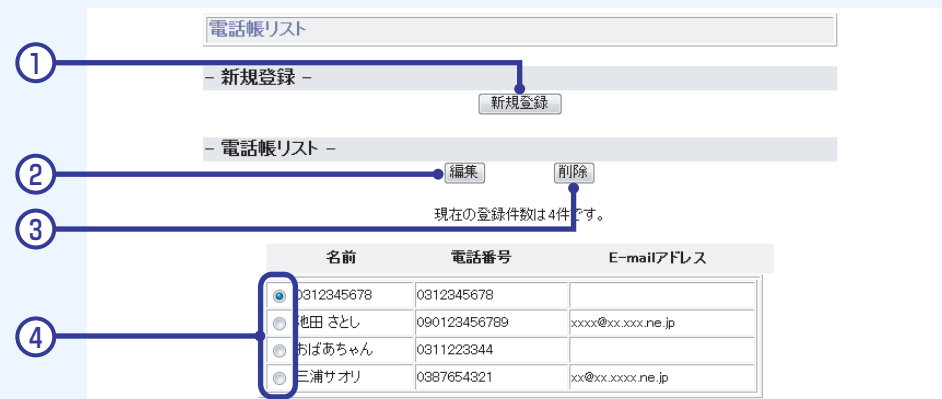 電話帳リスト
①
- 新規登録 -
新規登録
- 電話帳リスト -
②
編集 削除
③
現在の登録件数は4件です。
名前 電話番号 E-mailアドレス
0312345678 0312345678
④
池田 さとし 090123456789 xxxx@xx.xxx.ne.jp
おばあちゃん 0311223344
三浦サオリ 0387654321 xx@xx.xxxx.ne.jp